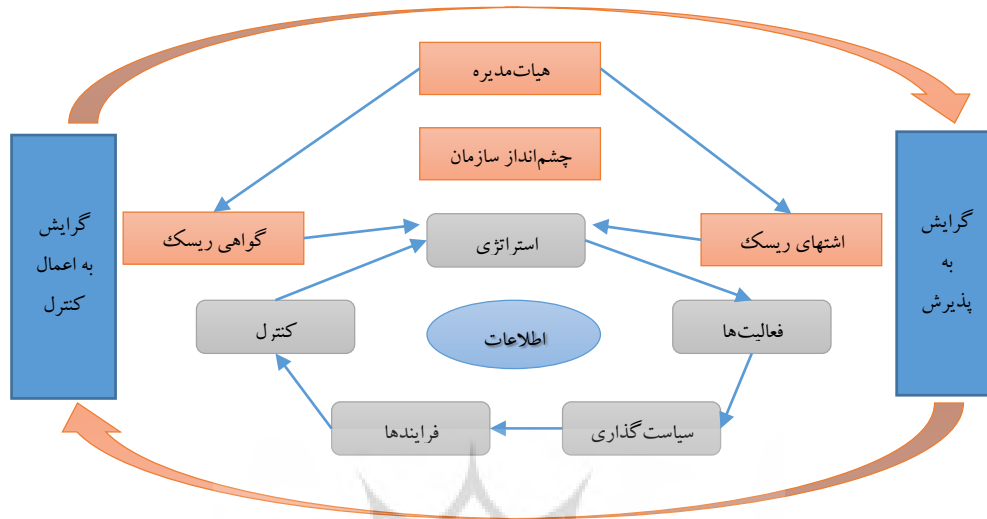 هیات‌مدیره
چشم‌انداز سازمان
گرایش
به
پذیرش
اشتهای ریسک
گواهی ریسک
گرایش
به اعمال
کنترل
استراتژی
فعالیت‌ها
اطلاعات
کنترل
سیاست‌گذاری
فرایندها